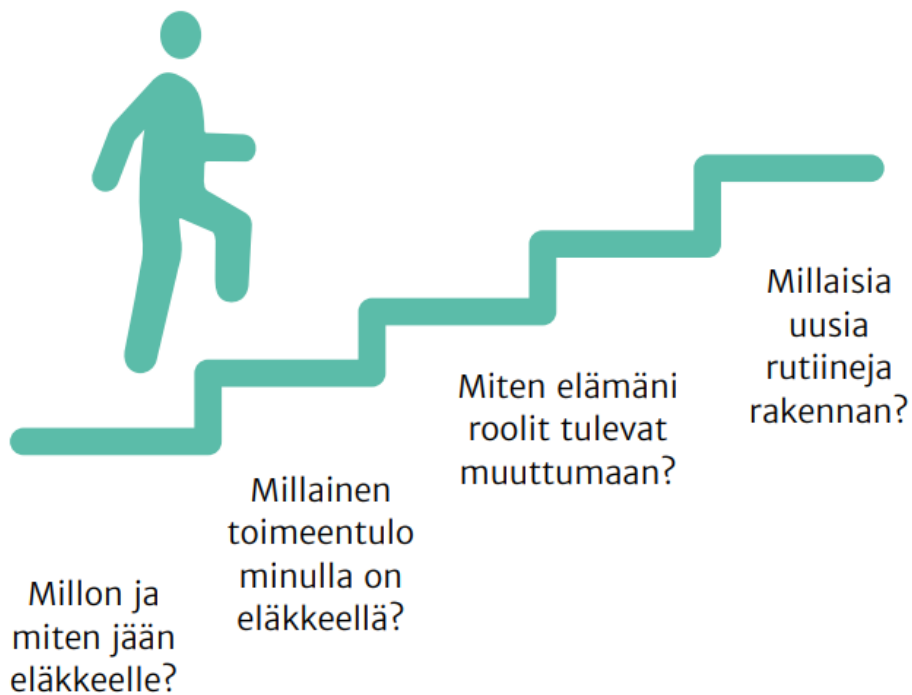 Millon ja
miten jään
eläkkeelle?
Millainen
toimeentulo
minulla on
eläkkeellä?
Miten elämäni
roolit tulevat
muuttumaan?
Millaisia
uusia
rutiineja
rakennan?